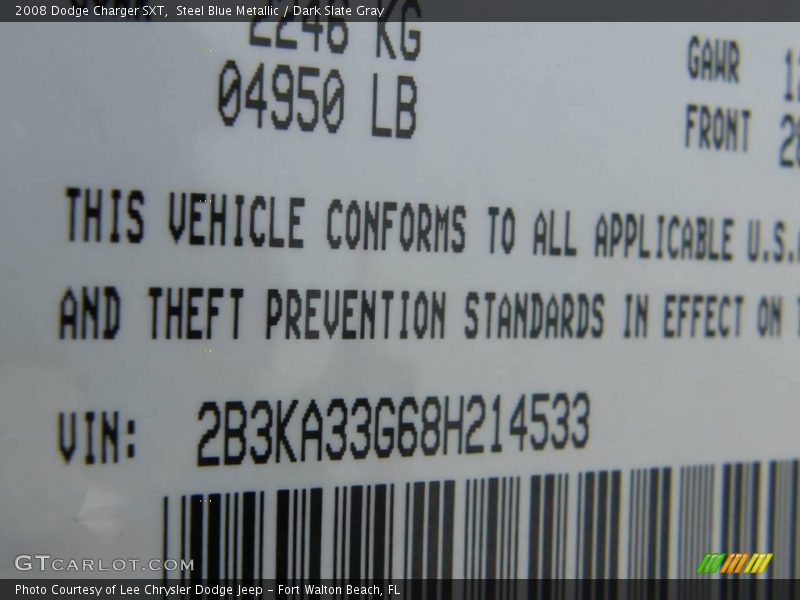 2008 Dodge Charger SXT, Steel Blue Metallic / Dark Slate Gray
2246 KG
04950 LB
GAWR
FRONT
THIS VEHICLE CONFORMS TO ALL APPLICABLE U.S.
AND THEFT PREVENTION STANDARDS IN EFFECT ON
VIN: 2B3KA33G68H214533
GTCARLOT.COM
Photo Courtesy of Lee Chrysler Dodge Jeep - Fort Walton Beach, FL